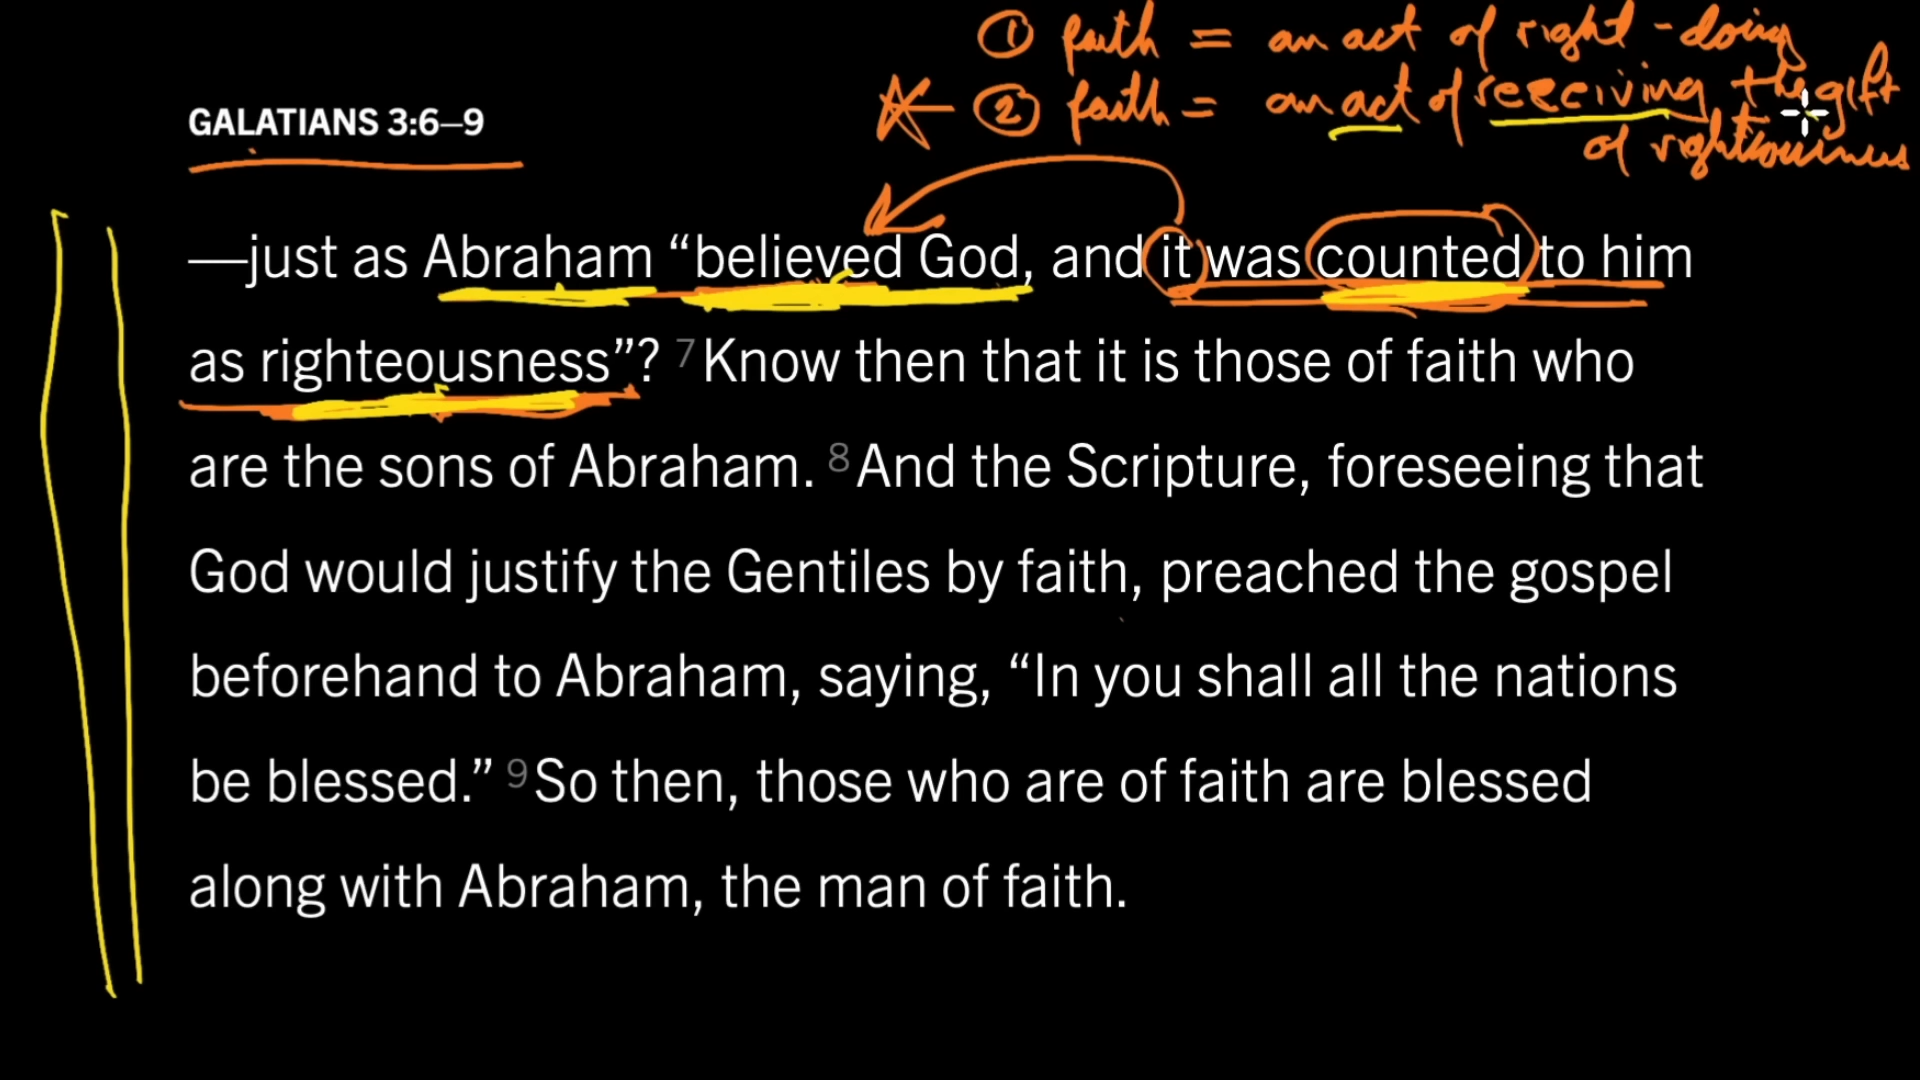 ① faith = an act of right-doing
② faith = an act of receiving the gift
of righteousness
GALATIANS 3:6–9
—just as Abraham “believed God, and it was counted to him
as righteousness”? 7 Know then that it is those of faith who
are the sons of Abraham. 8 And the Scripture, foreseeing that
God would justify the Gentiles by faith, preached the gospel
beforehand to Abraham, saying, “In you shall all the nations
be blessed.” 9 So then, those who are of faith are blessed
along with Abraham, the man of faith.